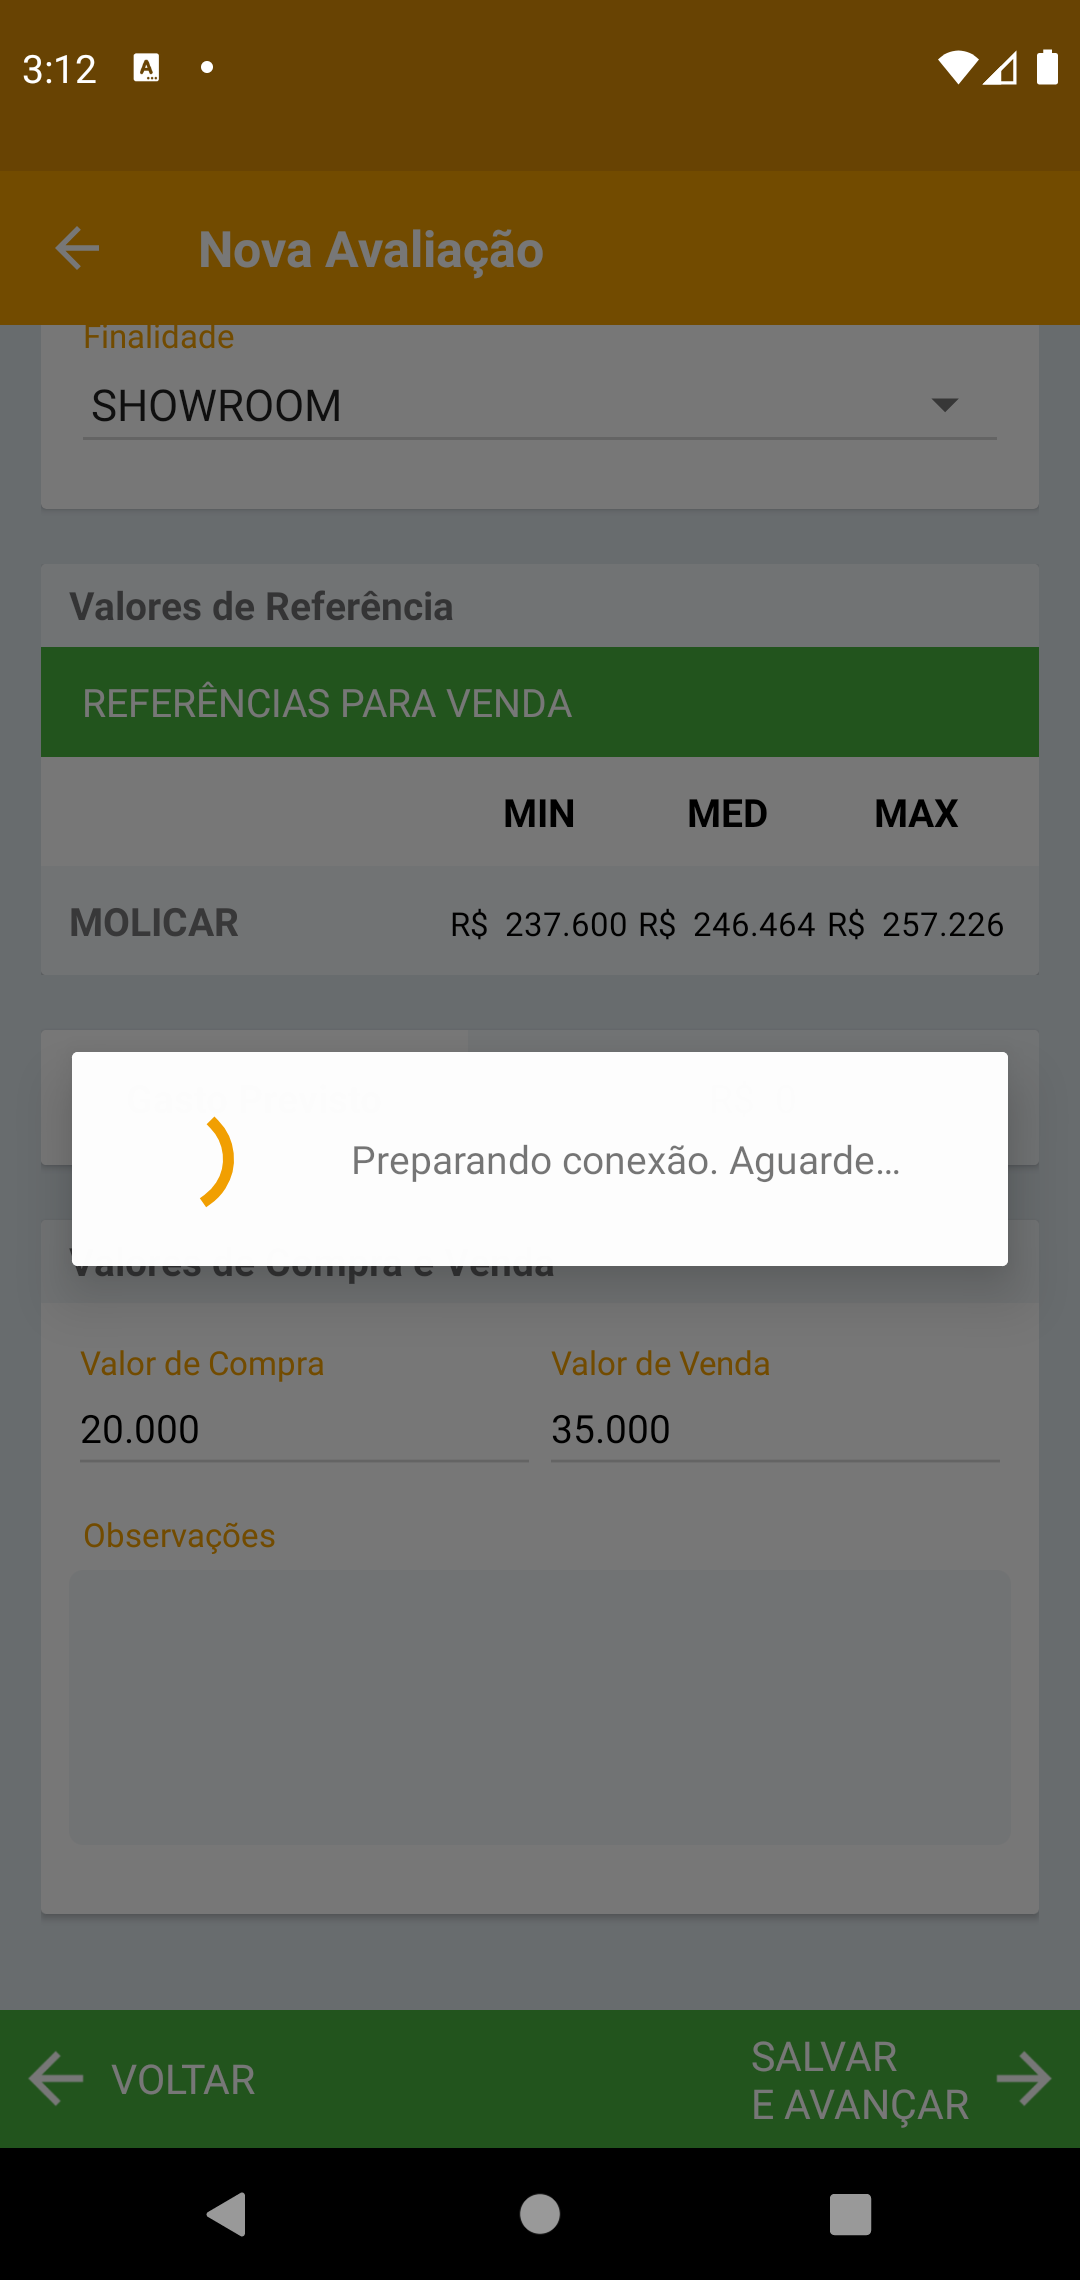 3:12
Nova Avaliação
Finalidade
SHOWROOM
Valores de Referência
REFERÊNCIAS PARA VENDA
MIN MED MAX
MOLICAR R$ 237.600 R$ 246.464 R$ 257.226
Preparando conexão. Aguarde...
Valores de Compra e Venda
Valor de Compra Valor de Venda
20.000 35.000
Observações
VOLTAR
SALVAR
E AVANÇAR